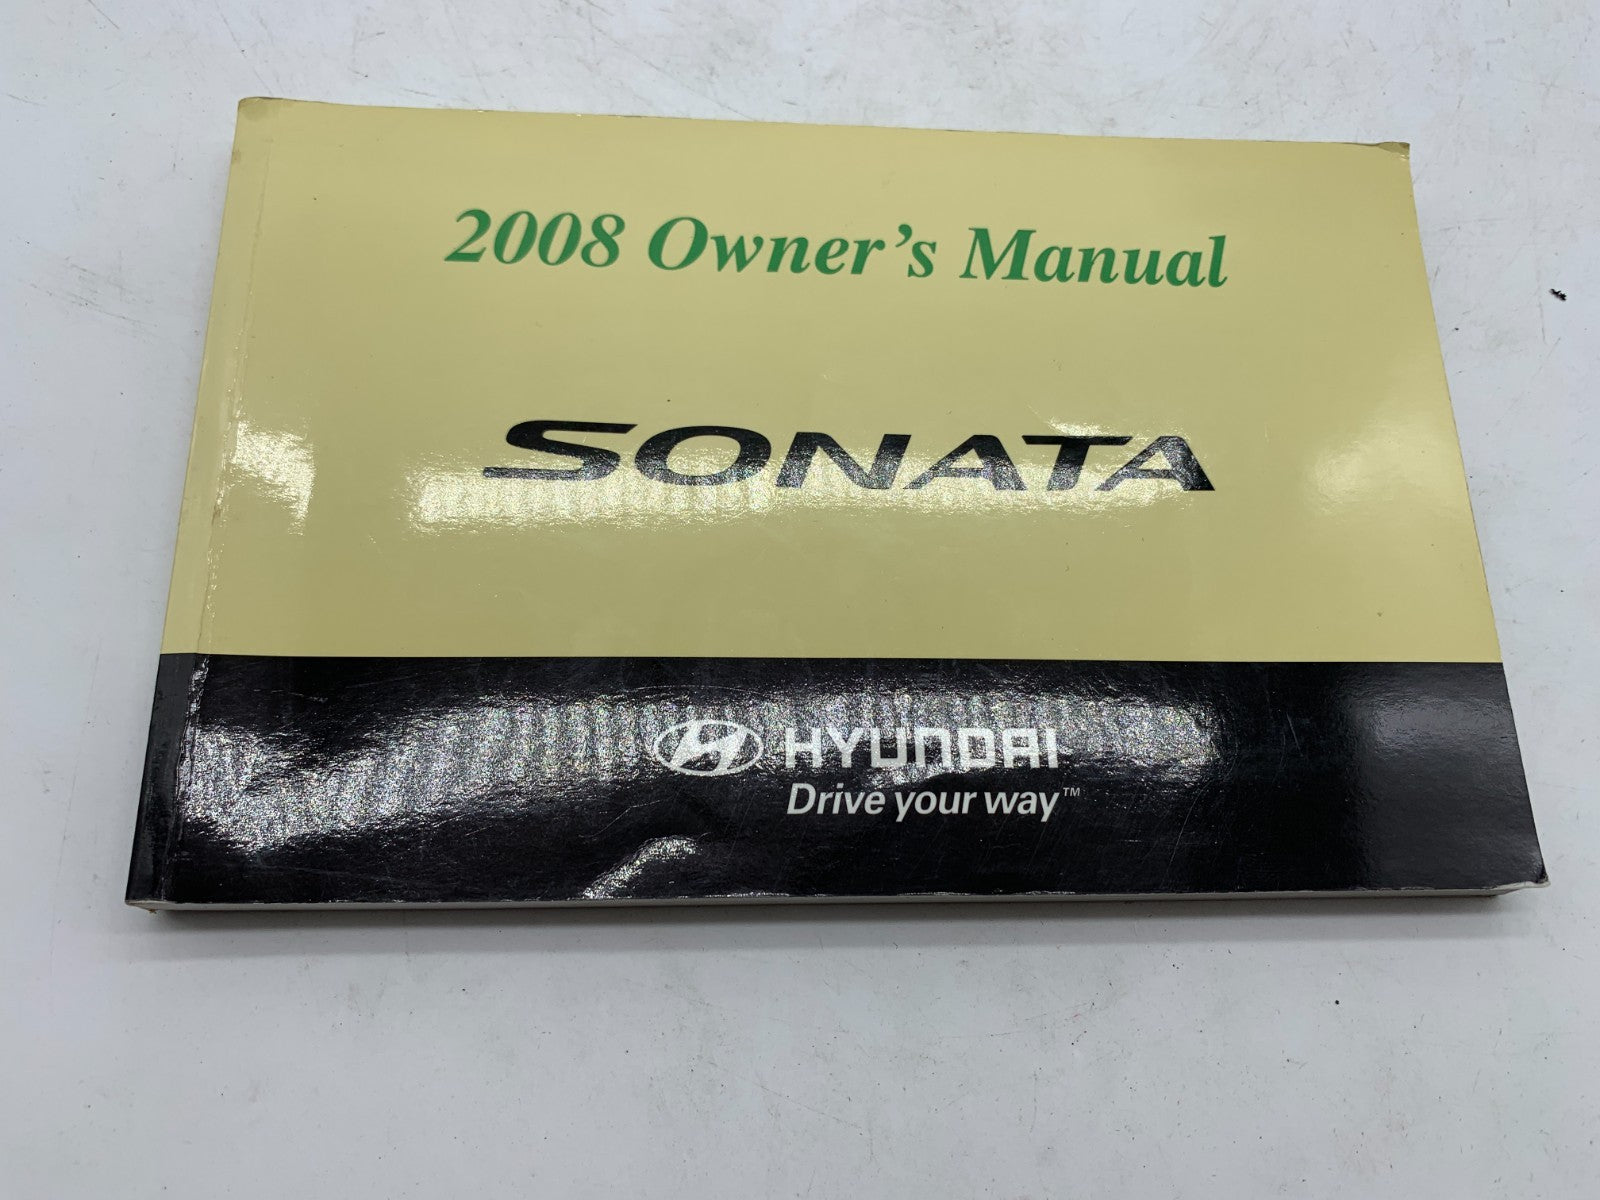 2008 Owner's Manual
SONATA
HYUNDAI
Drive your way™